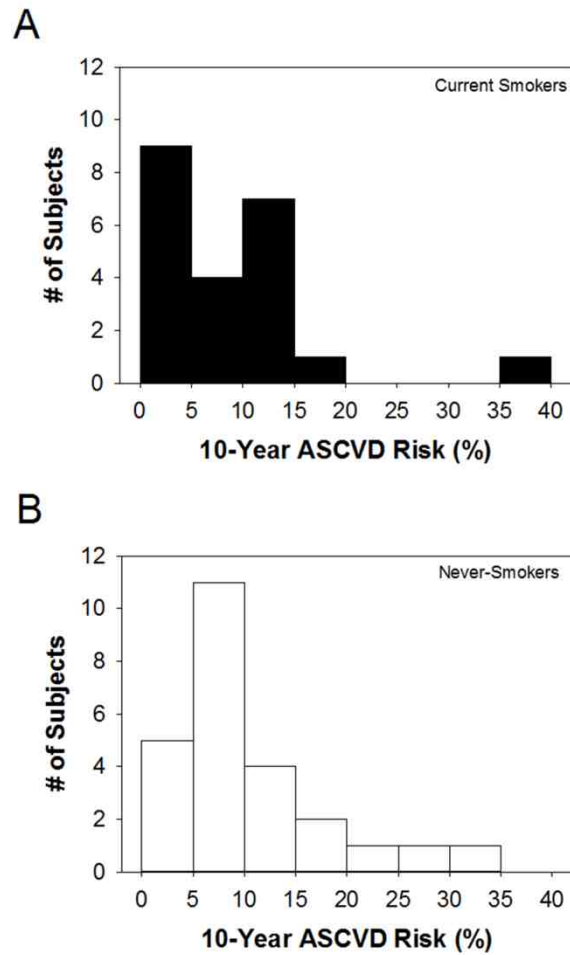 A
12
Current Smokers
10
8
6
4
2
0
# of Subjects
0 5 10 15 20 25 30 35 40
10-Year ASCVD Risk (%)
B
12
Never-Smokers
10
8
6
4
2
0
# of Subjects
0 5 10 15 20 25 30 35 40
10-Year ASCVD Risk (%)